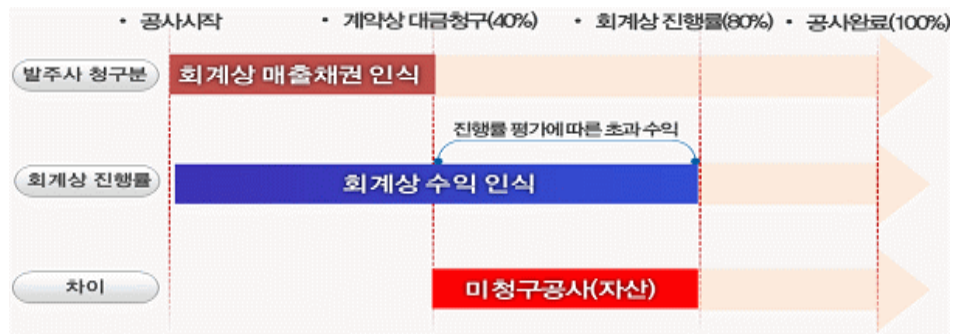 • 공사시작 • 계약상 대금청구(40%) • 회계상 진행률(80%) • 공사완료(100%)
발주사 청구분 회계상 매출채권 인식
진행률 평가에 따른 초과 수익
회계상 진행률 회계상 수익 인식
차이 미청구공사(자산)